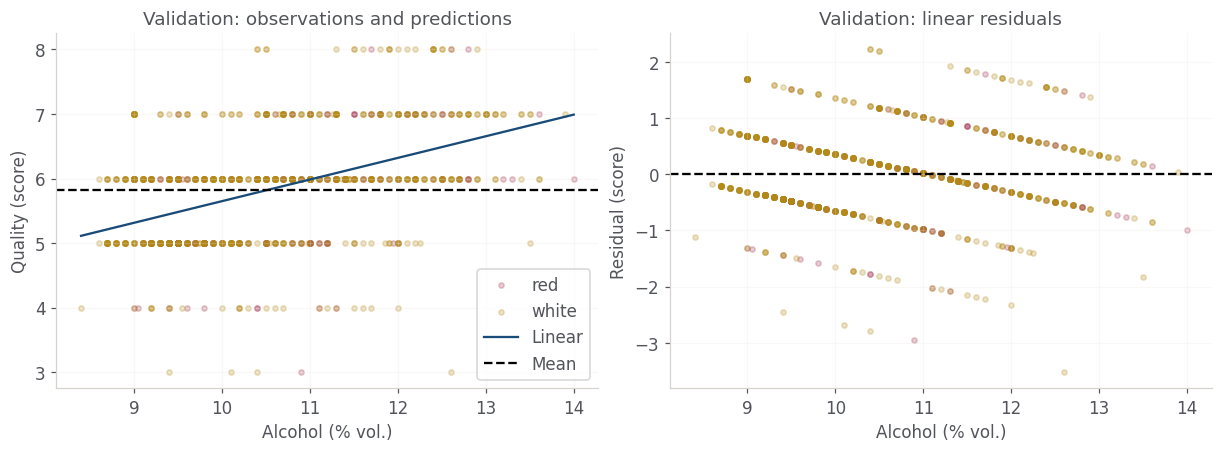 Validation: observations and predictions
Quality (score)
8
7
6
5
4
3
red
white
Linear
Mean
9 10 11 12 13 14
Alcohol (% vol.)
Validation: linear residuals
Residual (score)
2
1
0
−1
−2
−3
9 10 11 12 13 14
Alcohol (% vol.)